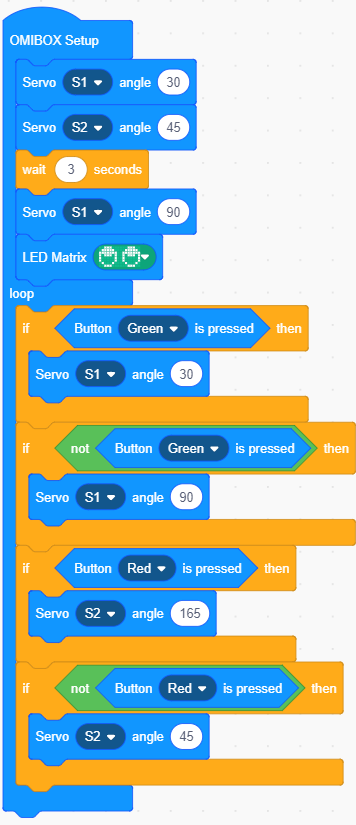 OMIBOX Setup
Servo S1 angle 30
Servo S2 angle 45
wait 3 seconds
Servo S1 angle 90
LED Matrix
loop
if Button Green is pressed then
Servo S1 angle 30
if not Button Green is pressed then
Servo S1 angle 90
if Button Red is pressed then
Servo S2 angle 165
if not Button Red is pressed then
Servo S2 angle 45